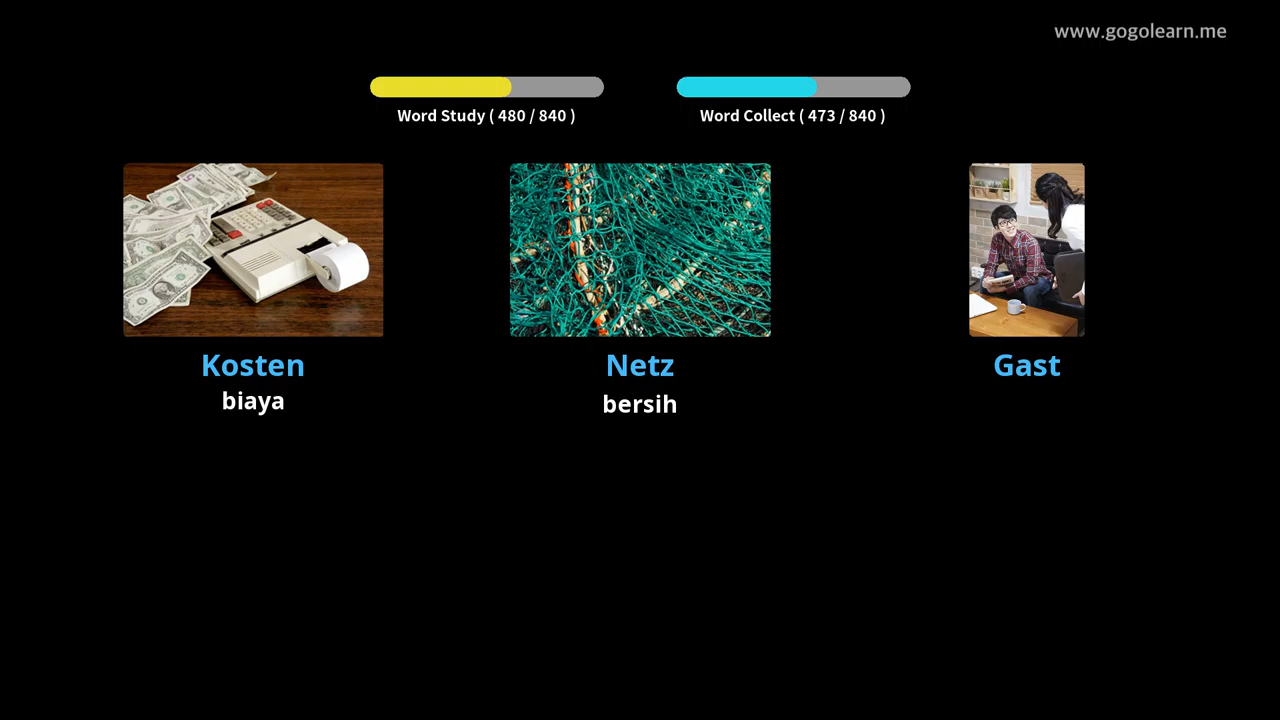 www.gogolearn.me
Word Study ( 480 / 840 )
Word Collect ( 473 / 840 )
Kosten
biaya
Netz
bersih
Gast